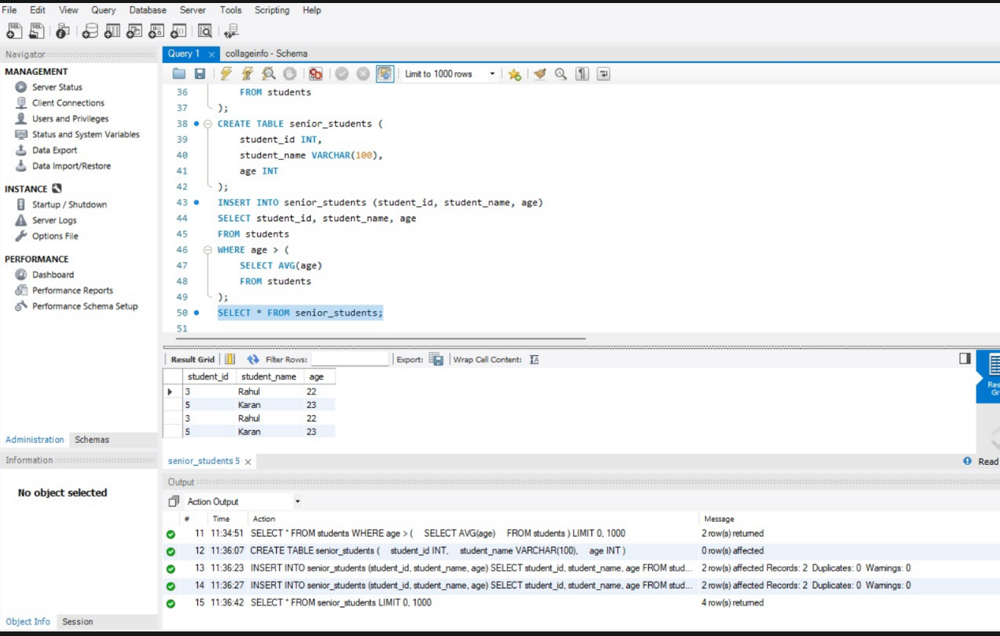 File Edit View Query Database Server Tools Scripting Help
Navigator
MANAGEMENT
Server Status
Client Connections
Users and Privileges
Status and System Variables
Data Export
Data Import/Restore
INSTANCE
Startup / Shutdown
Server Logs
Options File
PERFORMANCE
Dashboard
Performance Reports
Performance Schema Setup
Administration Schemas
Information
No object selected
Object Info Session
Query 1 collageinfo - Schema
Limit to 1000 rows
36 FROM students
37 );
38 CREATE TABLE senior_students (
39 student_id INT,
40 student_name VARCHAR(100),
41 age INT
42 );
43 INSERT INTO senior_students (student_id, student_name, age)
44 SELECT student_id, student_name, age
45 FROM students
46 WHERE age > (
47 SELECT AVG(age)
48 FROM students
49 );
50 SELECT * FROM senior_students;
51
Result Grid Filter Rows: Export: Wrap Cell Content:
student_id student_name age
3 Rahul 22
5 Karan 23
3 Rahul 22
5 Karan 23
Res
Gr
senior_students 5
Read
Output
Action Output
# Time Action Message
11 11:34:51 SELECT * FROM students WHERE age > ( SELECT AVG(age) FROM students ) LIMIT 0, 1000 2 row(s) returned
12 11:36:07 CREATE TABLE senior_students ( student_id INT, student_name VARCHAR(100), age INT ) 0 row(s) affected
13 11:36:23 INSERT INTO senior_students (student_id, student_name, age) SELECT student_id, student_name, age FROM stud... 2 row(s) affected Records: 2 Duplicates: 0 Warnings: 0
14 11:36:27 INSERT INTO senior_students (student_id, student_name, age) SELECT student_id, student_name, age FROM stud... 2 row(s) affected Records: 2 Duplicates: 0 Warnings: 0
15 11:36:42 SELECT * FROM senior_students LIMIT 0, 1000 4 row(s) returned